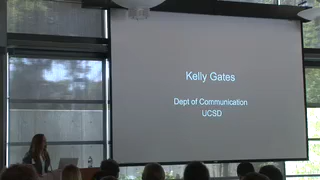 Kelly Gates
Dept of Communication
UCSD